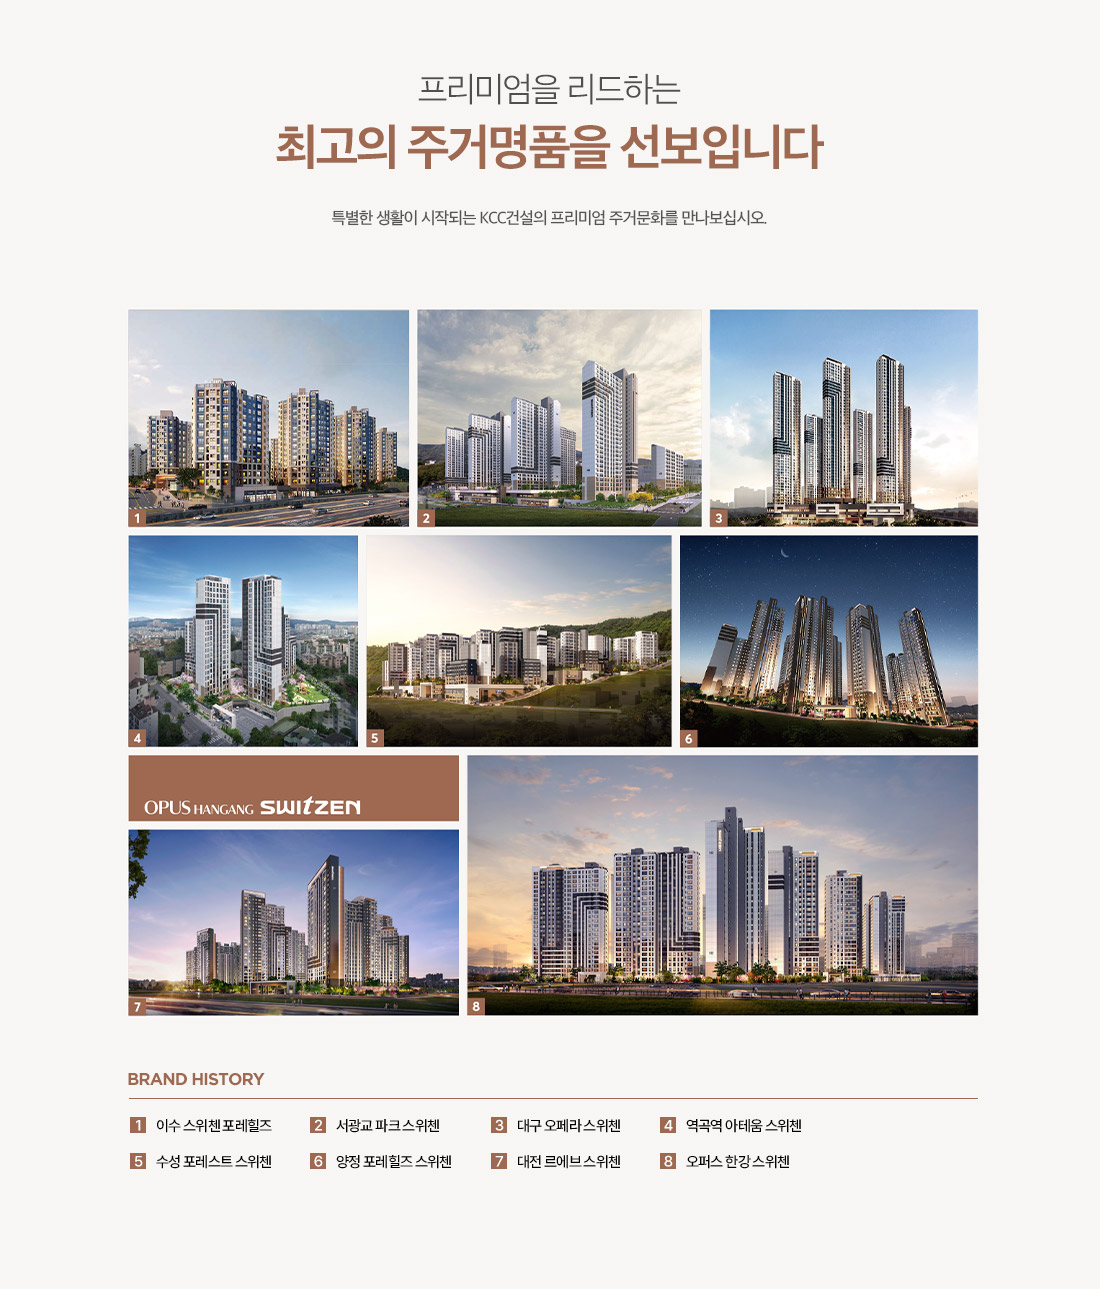 프리미엄을 리드하는
최고의 주거명품을 선보입니다
특별한 생활이 시작되는 KCC건설의 프리미엄 주거문화를 만나보십시오.
1
2
3
4
5
6
OPUS HANGANG SWITZEN
7
8
BRAND HISTORY
1 이수 스위첸 포레힐즈 2 서광교 파크 스위첸 3 대구 오페라 스위첸 4 역곡역 아테움 스위첸
5 수성 포레스트 스위첸 6 양정 포레힐즈 스위첸 7 대전 르에브 스위첸 8 오퍼스 한강 스위첸